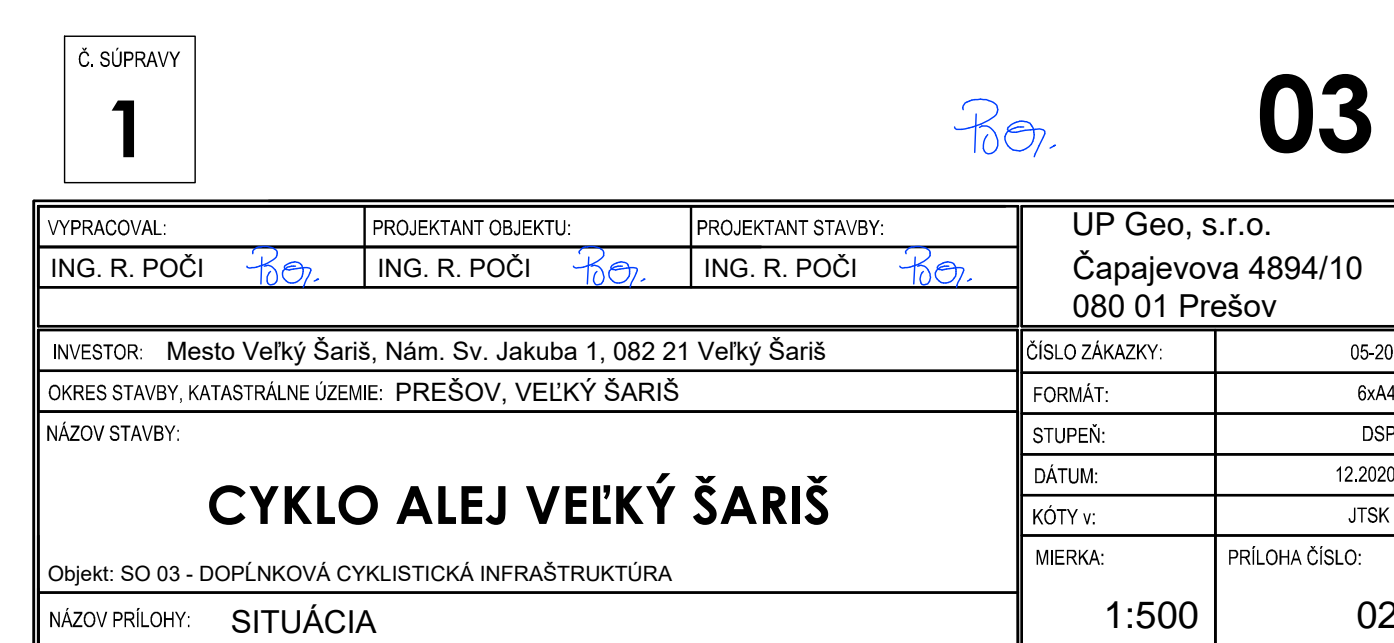 Č. SÚPRAVY
1
03
VYPRACOVAL: PROJEKTANT OBJEKTU: PROJEKTANT STAVBY:
ING. R. POČI ING. R. POČI ING. R. POČI
UP Geo, s.r.o.
Čapajevova 4894/10
080 01 Prešov
INVESTOR: Mesto Veľký Šariš, Nám. Sv. Jakuba 1, 082 21 Veľký Šariš
OKRES STAVBY, KATASTRÁLNE ÚZEMIE: PREŠOV, VEĽKÝ ŠARIŠ
NÁZOV STAVBY:
CYKLO ALEJ VEĽKÝ ŠARIŠ
Objekt: SO 03 - DOPĹNKOVÁ CYKLISTICKÁ INFRAŠTRUKTÚRA
NÁZOV PRÍLOHY: SITUÁCIA
ČÍSLO ZÁKAZKY: 05-20
FORMÁT: 6xA4
STUPEŇ: DSP
DÁTUM: 12.2020
KÓTY v: JTSK
MIERKA: PRÍLOHA ČÍSLO:
1:500 02